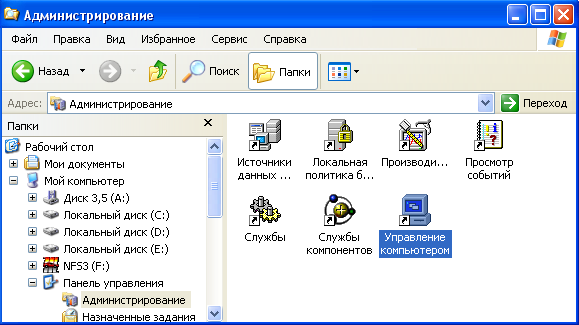 Администрирование
Файл Правка Вид Избранное Сервис Справка
Назад Поиск Папки
Адрес: Администрирование Переход
Папки
Рабочий стол
Мои документы
Мой компьютер
Диск 3,5 (A:)
Локальный диск (C:)
Локальный диск (D:)
Локальный диск (E:)
NFS3 (F:)
Панель управления
Администрирование
Назначенные задания
Источники
данных ...
Локальная
политика б...
Производи...
Просмотр
событий
Службы
Службы
компонентов
Управление
компьютером